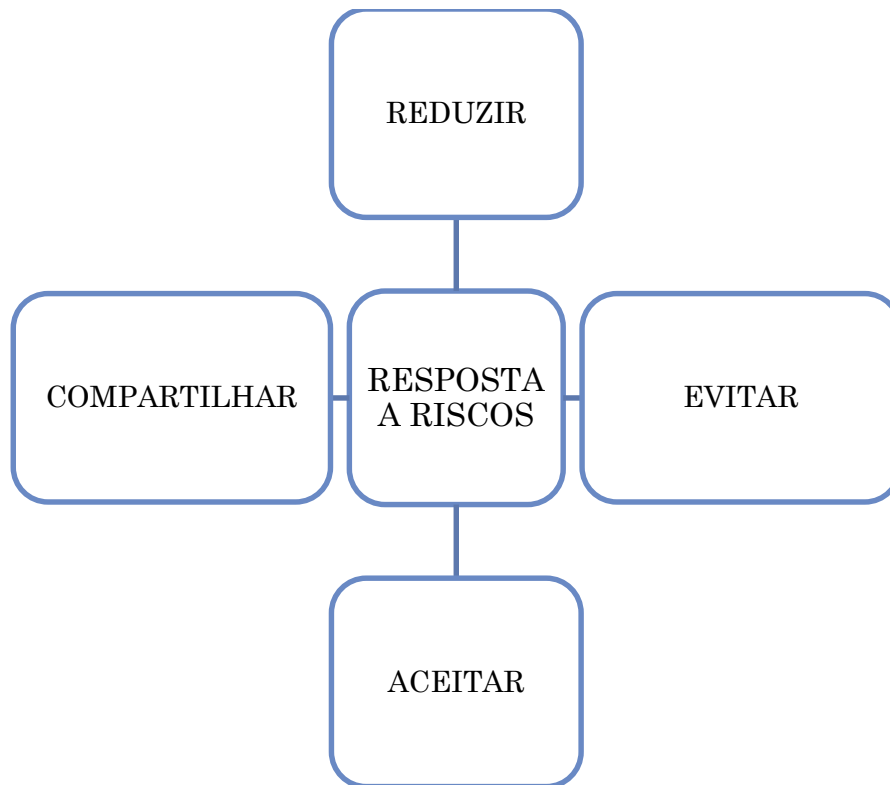 REDUZIR
COMPARTILHAR
RESPOSTA
A RISCOS
EVITAR
ACEITAR